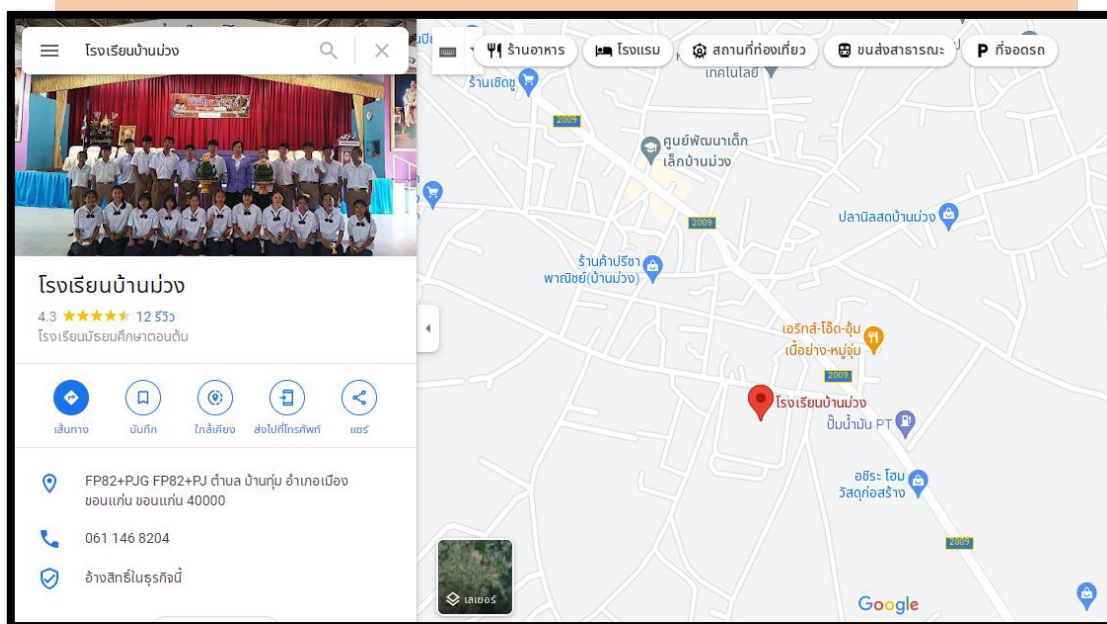 โรงเรียนบ้านม่วง
ร้านอาหาร
โรงแรม
สถานที่ท่องเที่ยว
ขนส่งสาธารณะ
P ที่จอดรถ
เทคโนโลยี
ร้านเชิดชู
2009
ศูนย์พัฒนาเด็ก
เล็กบ้านม่วง
2009
ปลานิลสดบ้านม่วง
ร้านค้าปรีชา
พาณิชย์(บ้านม่วง)
โรงเรียนบ้านม่วง
4.3
12 รีวิว
โรงเรียนมัธยมศึกษาตอนต้น
เส้นทาง
บันทึก
ใกล้เคียง
ส่งไปที่โทรศัพท์
แชร์
FP82+PJG FP82+PJ ตำบล บ้านทุ่ม อำเภอเมือง
ขอนแก่น ขอนแก่น 40000
061 146 8204
อ้างสิทธิ์ในธุรกิจนี้
เอริกส์-โอ๊ต-อุ้ม
เนื้อย่าง-หมูจุ่ม
2009
โรงเรียนบ้านม่วง
ปั๊มน้ำมัน PT
อชิระ โฮม
วัสดุก่อสร้าง
2009
เลเยอร์
Google